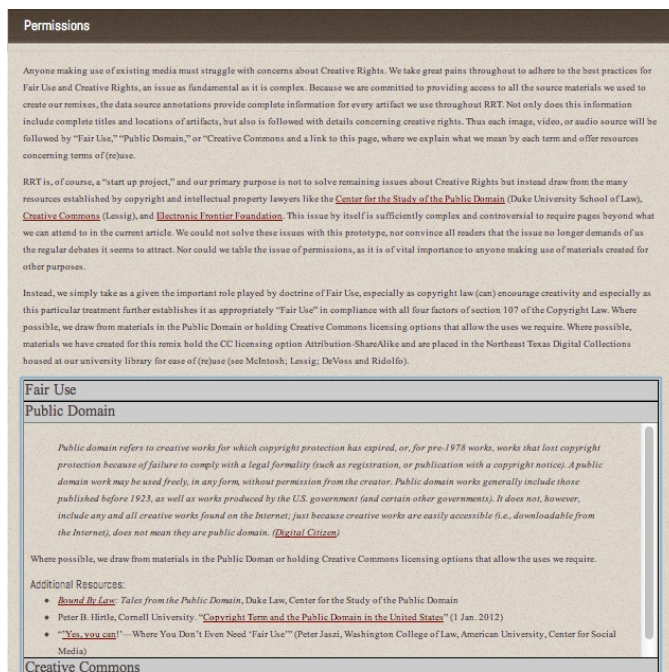 Permissions
Anyone making use of existing media must struggle with concerns about Creative Rights. We take great pains throughout to adhere to the best practices for
Fair Use and Creative Rights, an issue as fundamental as it is complex. Because we are committed to providing access to all the source materials we used to
create our remixes, the data source annotations provide complete information for every artifact we use throughout RRT. Not only does this information
include complete titles and locations of artifacts, but also is followed with details concerning creative rights. Thus each image, video, or audio source will be
followed by “Fair Use,” “Public Domain,” or “Creative Commons and a link to this page, where we explain what we mean by each term and offer resources
concerning terms of (re)use.
RRT is, of course, a “start up project,” and our primary purpose is not to solve remaining issues about Creative Rights but instead draw from the many
resources established by copyright and intellectual property lawyers like the Center for the Study of the Public Domain (Duke University School of Law),
Creative Commons (Lessig), and Electronic Frontier Foundation. This issue by itself is sufficiently complex and controversial to require pages beyond what
we can attend to in the current article. We could not solve these issues with this prototype, nor convince all readers that the issue no longer demands of us
the regular debates it seems to attract. Nor could we table the issue of permissions, as it is of vital importance to anyone making use of materials created for
other purposes.
Instead, we simply take as a given the important role played by doctrine of Fair Use, especially as copyright law (can) encourage creativity and especially as
this particular treatment further establishes it as appropriately “Fair Use” in compliance with all four factors of section 107 of the Copyright Law. Where
possible, we draw from materials in the Public Domain or holding Creative Commons licensing options that allow the uses we require. Where possible,
materials we have created for this remix hold the CC licensing option Attribution-ShareAlike and are placed in the Northeast Texas Digital Collections
housed at our university library for ease of (re)use (see McIntosh; Lessig; DeVoss and Ridolfo).
Fair Use
Public Domain
Public domain refers to creative works for which copyright protection has expired, or, for pre-1978 works, works that lost copyright
protection because of failure to comply with a legal formality (such as registration, or publication with a copyright notice). A public
domain work may be used freely, in any form, without permission from the creator. Public domain works generally include those
published before 1923, as well as works produced by the U.S. government (and certain other governments). It does not, however,
include any and all creative works found on the Internet; just because creative works are easily accessible (i.e., downloadable from
the Internet), does not mean they are public domain. (Digital Citizen)
Where possible, we draw from materials in the Public Doman or holding Creative Commons licensing options that allow the uses we require.
Additional Resources:
• Bound By Law: Tales from the Public Domain, Duke Law, Center for the Study of the Public Domain
• Peter B. Hirtle, Cornell University. “Copyright Term and the Public Domain in the United States” (1 Jan. 2012)
• “'Yes, you can!'—Where You Don’t Even Need ‘Fair Use’” (Peter Jaszi, Washington College of Law, American University, Center for Social
Media)
Creative Commons